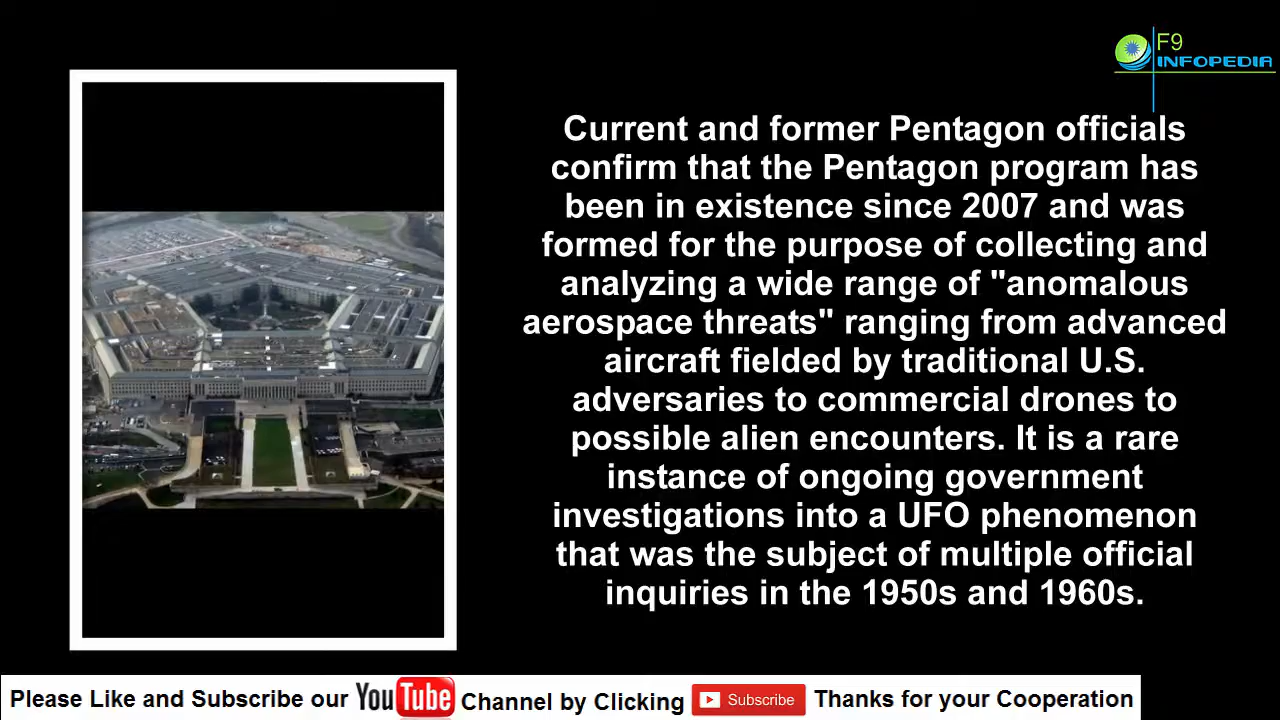 F9
INFOPEDIA
Current and former Pentagon officials
confirm that the Pentagon program has
been in existence since 2007 and was
formed for the purpose of collecting and
analyzing a wide range of "anomalous
aerospace threats" ranging from advanced
aircraft fielded by traditional U.S.
adversaries to commercial drones to
possible alien encounters. It is a rare
instance of ongoing government
investigations into a UFO phenomenon
that was the subject of multiple official
inquiries in the 1950s and 1960s.
Please Like and Subscribe our YouTube Channel by Clicking Subscribe Thanks for your Cooperation